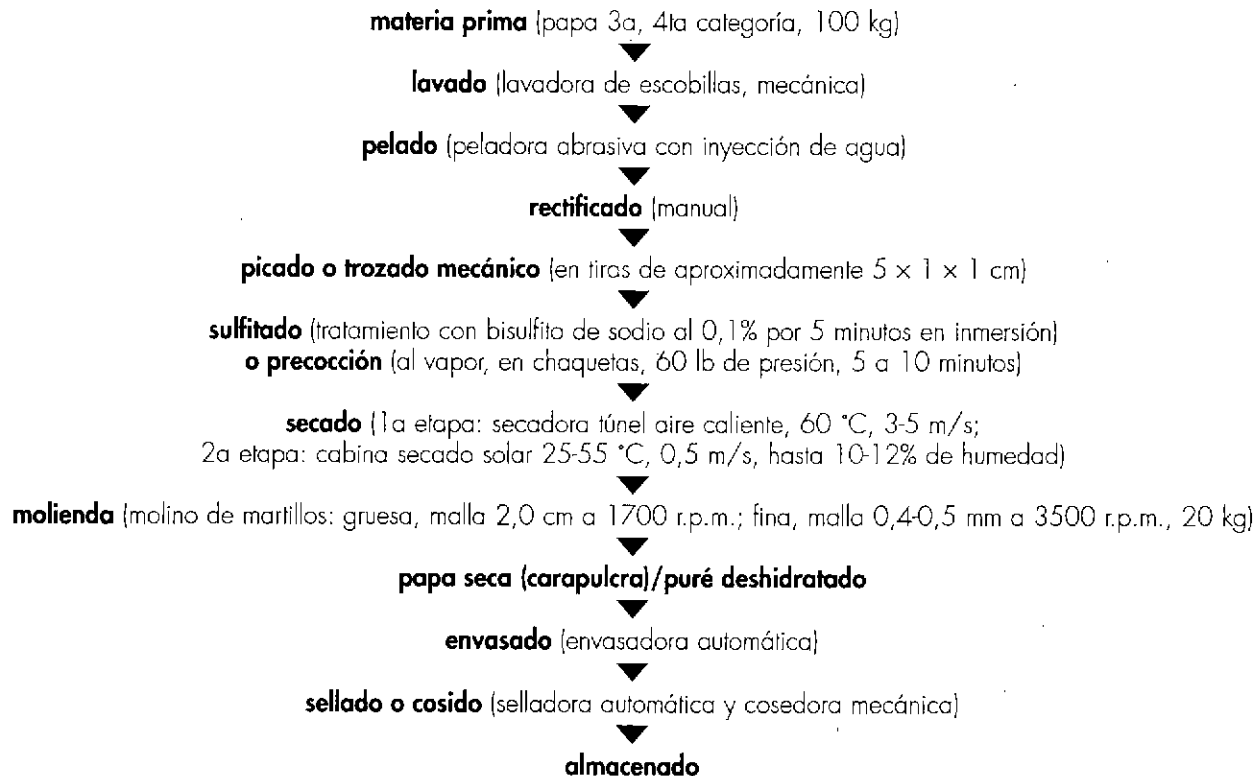 materia prima (papa 3a, 4ta categoría, 100 kg)
lavado (lavadora de escobillas, mecánica)
pelado (peladora abrasiva con inyección de agua)
rectificado (manual)
picado o trozado mecánico (en tiras de aproximadamente 5 × 1 × 1 cm)
sulfitado (tratamiento con bisulfito de sodio al 0,1% por 5 minutos en inmersión)
o precocción (al vapor, en chaquetas, 60 lb de presión, 5 a 10 minutos)
secado (1a etapa: secadora túnel aire caliente, 60 °C, 3-5 m/s;
2a etapa: cabina secado solar 25-55 °C, 0,5 m/s, hasta 10-12% de humedad)
molienda (molino de martillos: gruesa, malla 2,0 cm a 1700 r.p.m.; fina, malla 0,4-0,5 mm a 3500 r.p.m., 20 kg)
papa seca (carapulcra)/puré deshidratado
envasado (envasadora automática)
sellado o cosido (selladora automática y cosedora mecánica)
almacenado